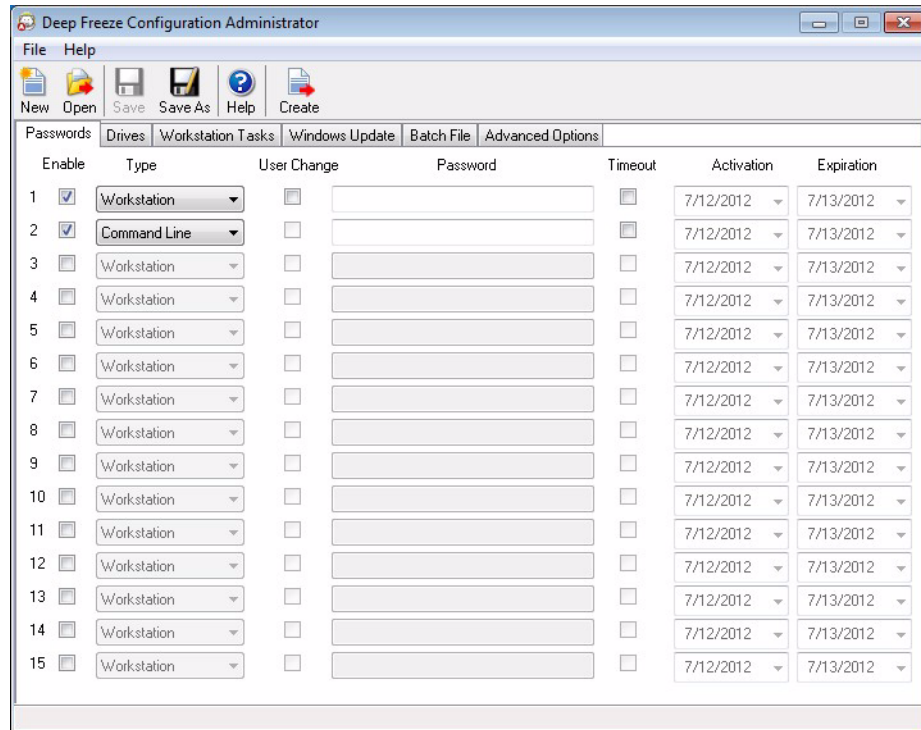 Deep Freeze Configuration Administrator
File Help
New Open Save Save As Help Create
Passwords Drives Workstation Tasks Windows Update Batch File Advanced Options
Enable Type User Change Password Timeout Activation Expiration
1 Workstation 7/12/2012 7/13/2012
2 Command Line 7/12/2012 7/13/2012
3 Workstation 7/12/2012 7/13/2012
4 Workstation 7/12/2012 7/13/2012
5 Workstation 7/12/2012 7/13/2012
6 Workstation 7/12/2012 7/13/2012
7 Workstation 7/12/2012 7/13/2012
8 Workstation 7/12/2012 7/13/2012
9 Workstation 7/12/2012 7/13/2012
10 Workstation 7/12/2012 7/13/2012
11 Workstation 7/12/2012 7/13/2012
12 Workstation 7/12/2012 7/13/2012
13 Workstation 7/12/2012 7/13/2012
14 Workstation 7/12/2012 7/13/2012
15 Workstation 7/12/2012 7/13/2012